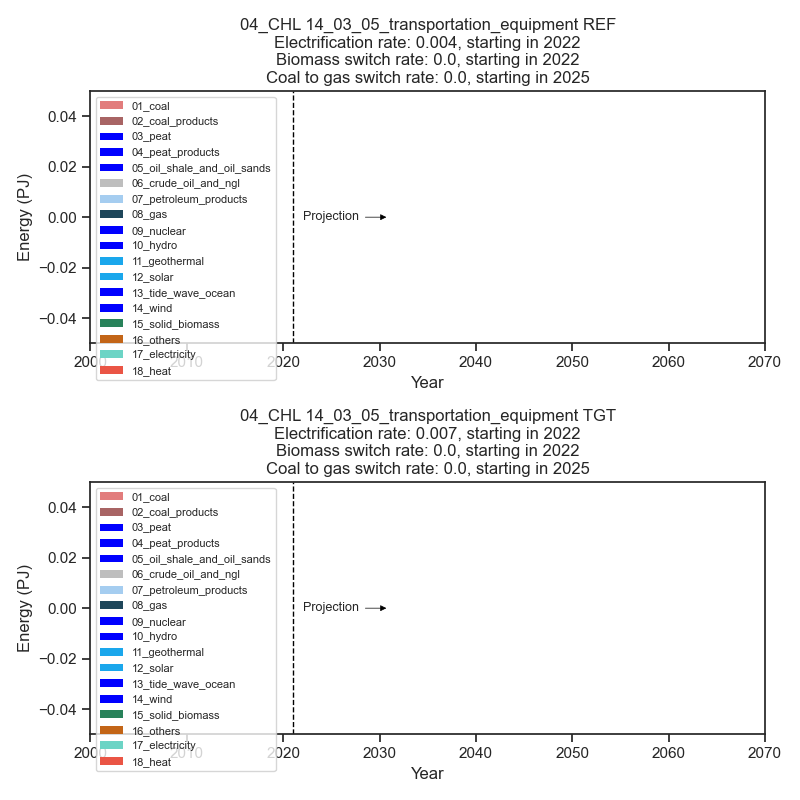 04_CHL 14_03_05_transportation_equipment REF
Electrification rate: 0.004, starting in 2022
Biomass switch rate: 0.0, starting in 2022
Coal to gas switch rate: 0.0, starting in 2025
0.04
0.02
0.00
−0.02
−0.04
Energy (PJ)
01_coal
02_coal_products
03_peat
04_peat_products
05_oil_shale_and_oil_sands
06_crude_oil_and_ngl
07_petroleum_products
08_gas
09_nuclear
10_hydro
11_geothermal
12_solar
13_tide_wave_ocean
14_wind
15_solid_biomass
16_others
17_electricity
18_heat
Projection
2000 2010 2020 2030 2040 2050 2060 2070
Year
04_CHL 14_03_05_transportation_equipment TGT
Electrification rate: 0.007, starting in 2022
Biomass switch rate: 0.0, starting in 2022
Coal to gas switch rate: 0.0, starting in 2025
0.04
0.02
0.00
−0.02
−0.04
Energy (PJ)
01_coal
02_coal_products
03_peat
04_peat_products
05_oil_shale_and_oil_sands
06_crude_oil_and_ngl
07_petroleum_products
08_gas
09_nuclear
10_hydro
11_geothermal
12_solar
13_tide_wave_ocean
14_wind
15_solid_biomass
16_others
17_electricity
18_heat
Projection
2000 2010 2020 2030 2040 2050 2060 2070
Year